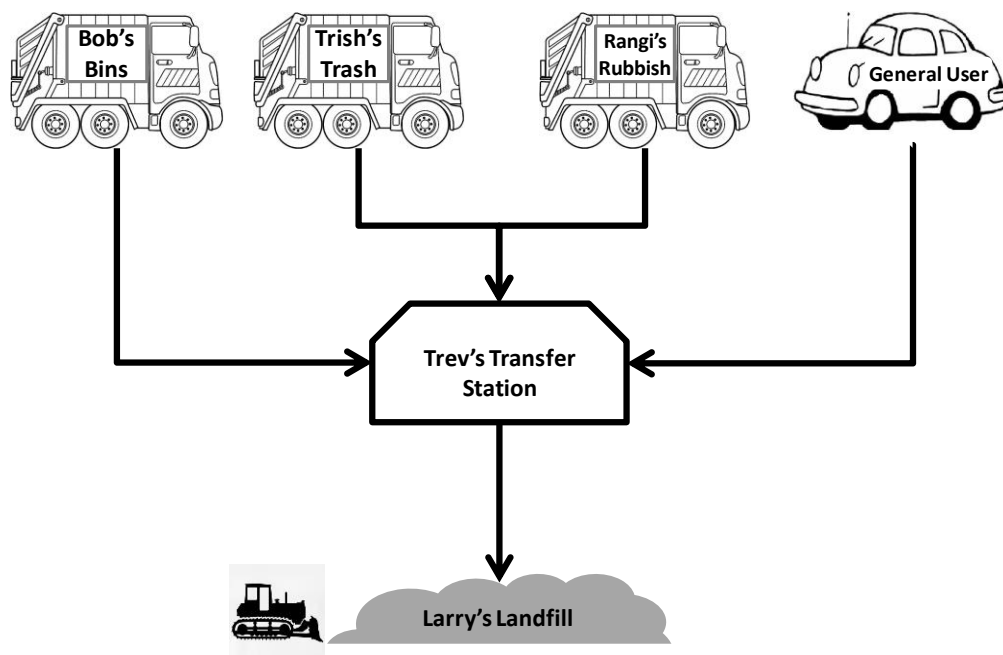 Bob's
Bins
Trish's
Trash
Rangi's
Rubbish
General User
Trev's Transfer
Station
Larry's Landfill